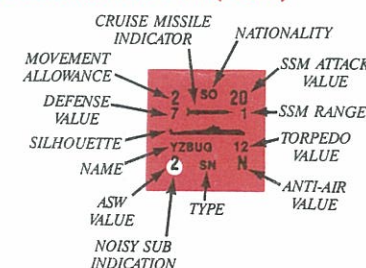 CRUISE MISSILE
INDICATOR
NATIONALITY
MOVEMENT
ALLOWANCE
SSM ATTACK
VALUE
DEFENSE
VALUE
SSM RANGE
SILHOUETTE
TORPEDO
VALUE
NAME
ANTI-AIR
VALUE
ASW
VALUE
TYPE
NOISY SUB
INDICATION
2 SO 20
7 1
YZBUG 12
2 SN N